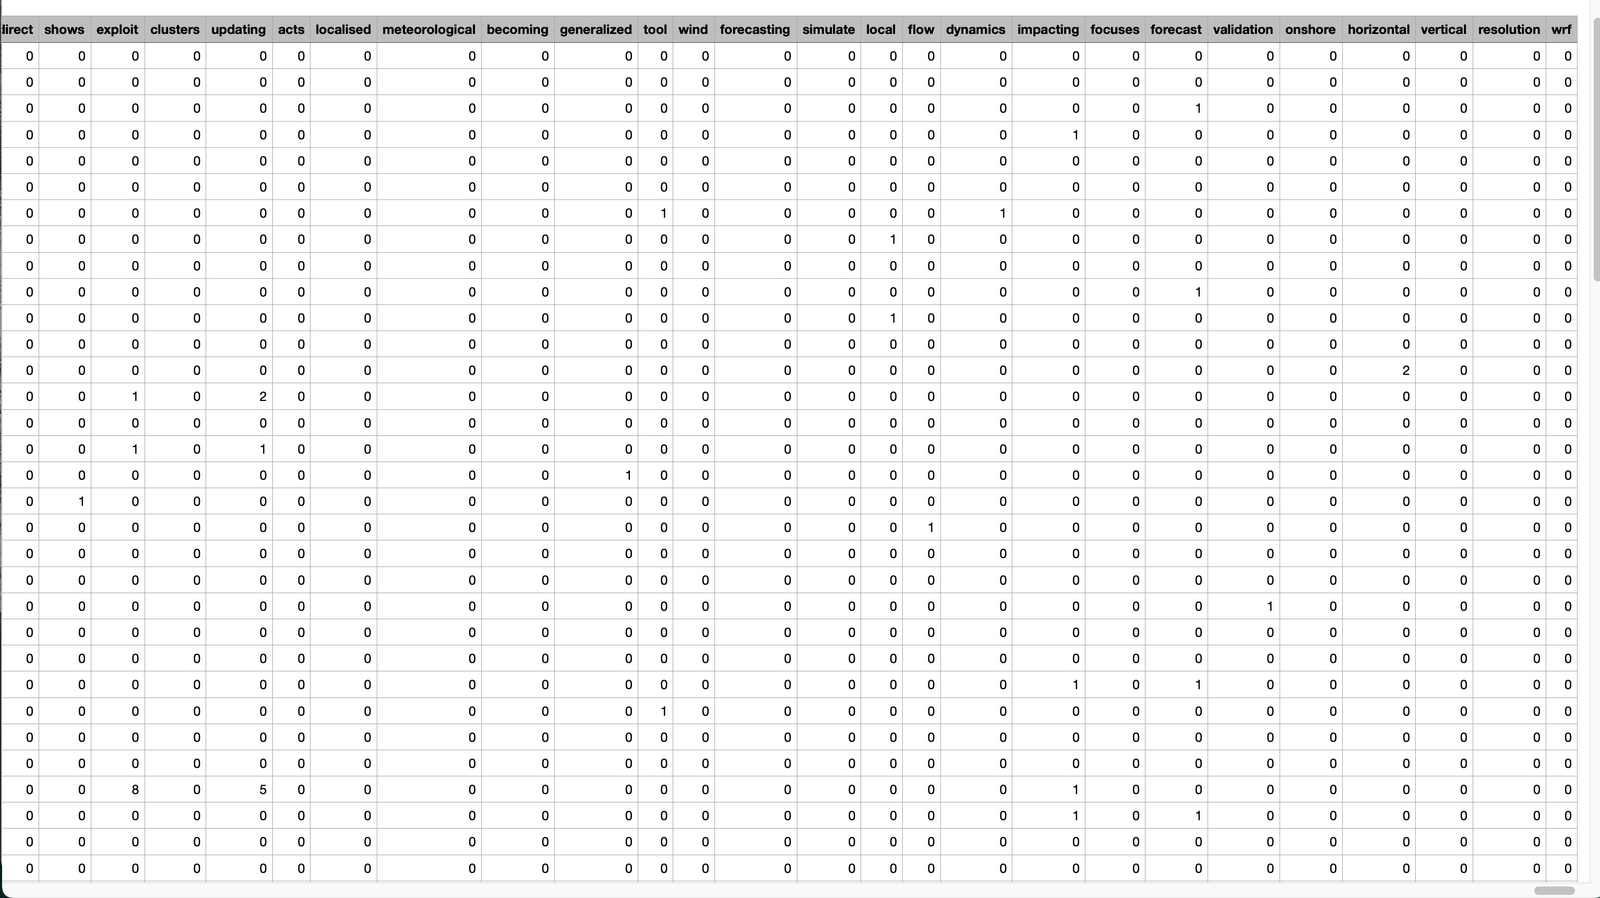 direct shows exploit clusters updating acts localised meteorological becoming generalized tool wind forecasting simulate local flow dynamics impacting focuses forecast validation onshore horizontal vertical resolution wrf
0 0 0 0 0 0 0 0 0 0 0 0 0 0 0 0 0 0 0 0 0 0 0 0 0 0
0 0 0 0 0 0 0 0 0 0 0 0 0 0 0 0 0 0 0 0 0 0 0 0 0 0
0 0 0 0 0 0 0 0 0 0 0 0 0 0 0 0 0 0 0 1 0 0 0 0 0 0
0 0 0 0 0 0 0 0 0 0 0 0 0 0 0 0 0 1 0 0 0 0 0 0 0 0
0 0 0 0 0 0 0 0 0 0 0 0 0 0 0 0 0 0 0 0 0 0 0 0 0 0
0 0 0 0 0 0 0 0 0 0 0 0 0 0 0 0 0 0 0 0 0 0 0 0 0 0
0 0 0 0 0 0 0 0 0 0 1 0 0 0 0 0 1 0 0 0 0 0 0 0 0 0
0 0 0 0 0 0 0 0 0 0 0 0 0 0 1 0 0 0 0 0 0 0 0 0 0 0
0 0 0 0 0 0 0 0 0 0 0 0 0 0 0 0 0 0 0 0 0 0 0 0 0 0
0 0 0 0 0 0 0 0 0 0 0 0 0 0 0 0 0 0 0 1 0 0 0 0 0 0
0 0 0 0 0 0 0 0 0 0 0 0 0 0 1 0 0 0 0 0 0 0 0 0 0 0
0 0 0 0 0 0 0 0 0 0 0 0 0 0 0 0 0 0 0 0 0 0 0 0 0 0
0 0 0 0 0 0 0 0 0 0 0 0 0 0 0 0 0 0 0 0 0 0 2 0 0 0
0 0 1 0 2 0 0 0 0 0 0 0 0 0 0 0 0 0 0 0 0 0 0 0 0 0
0 0 0 0 0 0 0 0 0 0 0 0 0 0 0 0 0 0 0 0 0 0 0 0 0 0
0 0 1 0 1 0 0 0 0 0 0 0 0 0 0 0 0 0 0 0 0 0 0 0 0 0
0 0 0 0 0 0 0 0 0 1 0 0 0 0 0 0 0 0 0 0 0 0 0 0 0 0
0 1 0 0 0 0 0 0 0 0 0 0 0 0 0 0 0 0 0 0 0 0 0 0 0 0
0 0 0 0 0 0 0 0 0 0 0 0 0 0 0 1 0 0 0 0 0 0 0 0 0 0
0 0 0 0 0 0 0 0 0 0 0 0 0 0 0 0 0 0 0 0 0 0 0 0 0 0
0 0 0 0 0 0 0 0 0 0 0 0 0 0 0 0 0 0 0 0 0 0 0 0 0 0
0 0 0 0 0 0 0 0 0 0 0 0 0 0 0 0 0 0 0 0 1 0 0 0 0 0
0 0 0 0 0 0 0 0 0 0 0 0 0 0 0 0 0 0 0 0 0 0 0 0 0 0
0 0 0 0 0 0 0 0 0 0 0 0 0 0 0 0 0 0 0 0 0 0 0 0 0 0
0 0 0 0 0 0 0 0 0 0 0 0 0 0 0 0 0 1 0 1 0 0 0 0 0 0
0 0 0 0 0 0 0 0 0 0 1 0 0 0 0 0 0 0 0 0 0 0 0 0 0 0
0 0 0 0 0 0 0 0 0 0 0 0 0 0 0 0 0 0 0 0 0 0 0 0 0 0
0 0 0 0 0 0 0 0 0 0 0 0 0 0 0 0 0 0 0 0 0 0 0 0 0 0
0 0 8 0 5 0 0 0 0 0 0 0 0 0 0 0 0 1 0 0 0 0 0 0 0 0
0 0 0 0 0 0 0 0 0 0 0 0 0 0 0 0 0 1 0 1 0 0 0 0 0 0
0 0 0 0 0 0 0 0 0 0 0 0 0 0 0 0 0 0 0 0 0 0 0 0 0 0
0 0 0 0 0 0 0 0 0 0 0 0 0 0 0 0 0 0 0 0 0 0 0 0 0 0